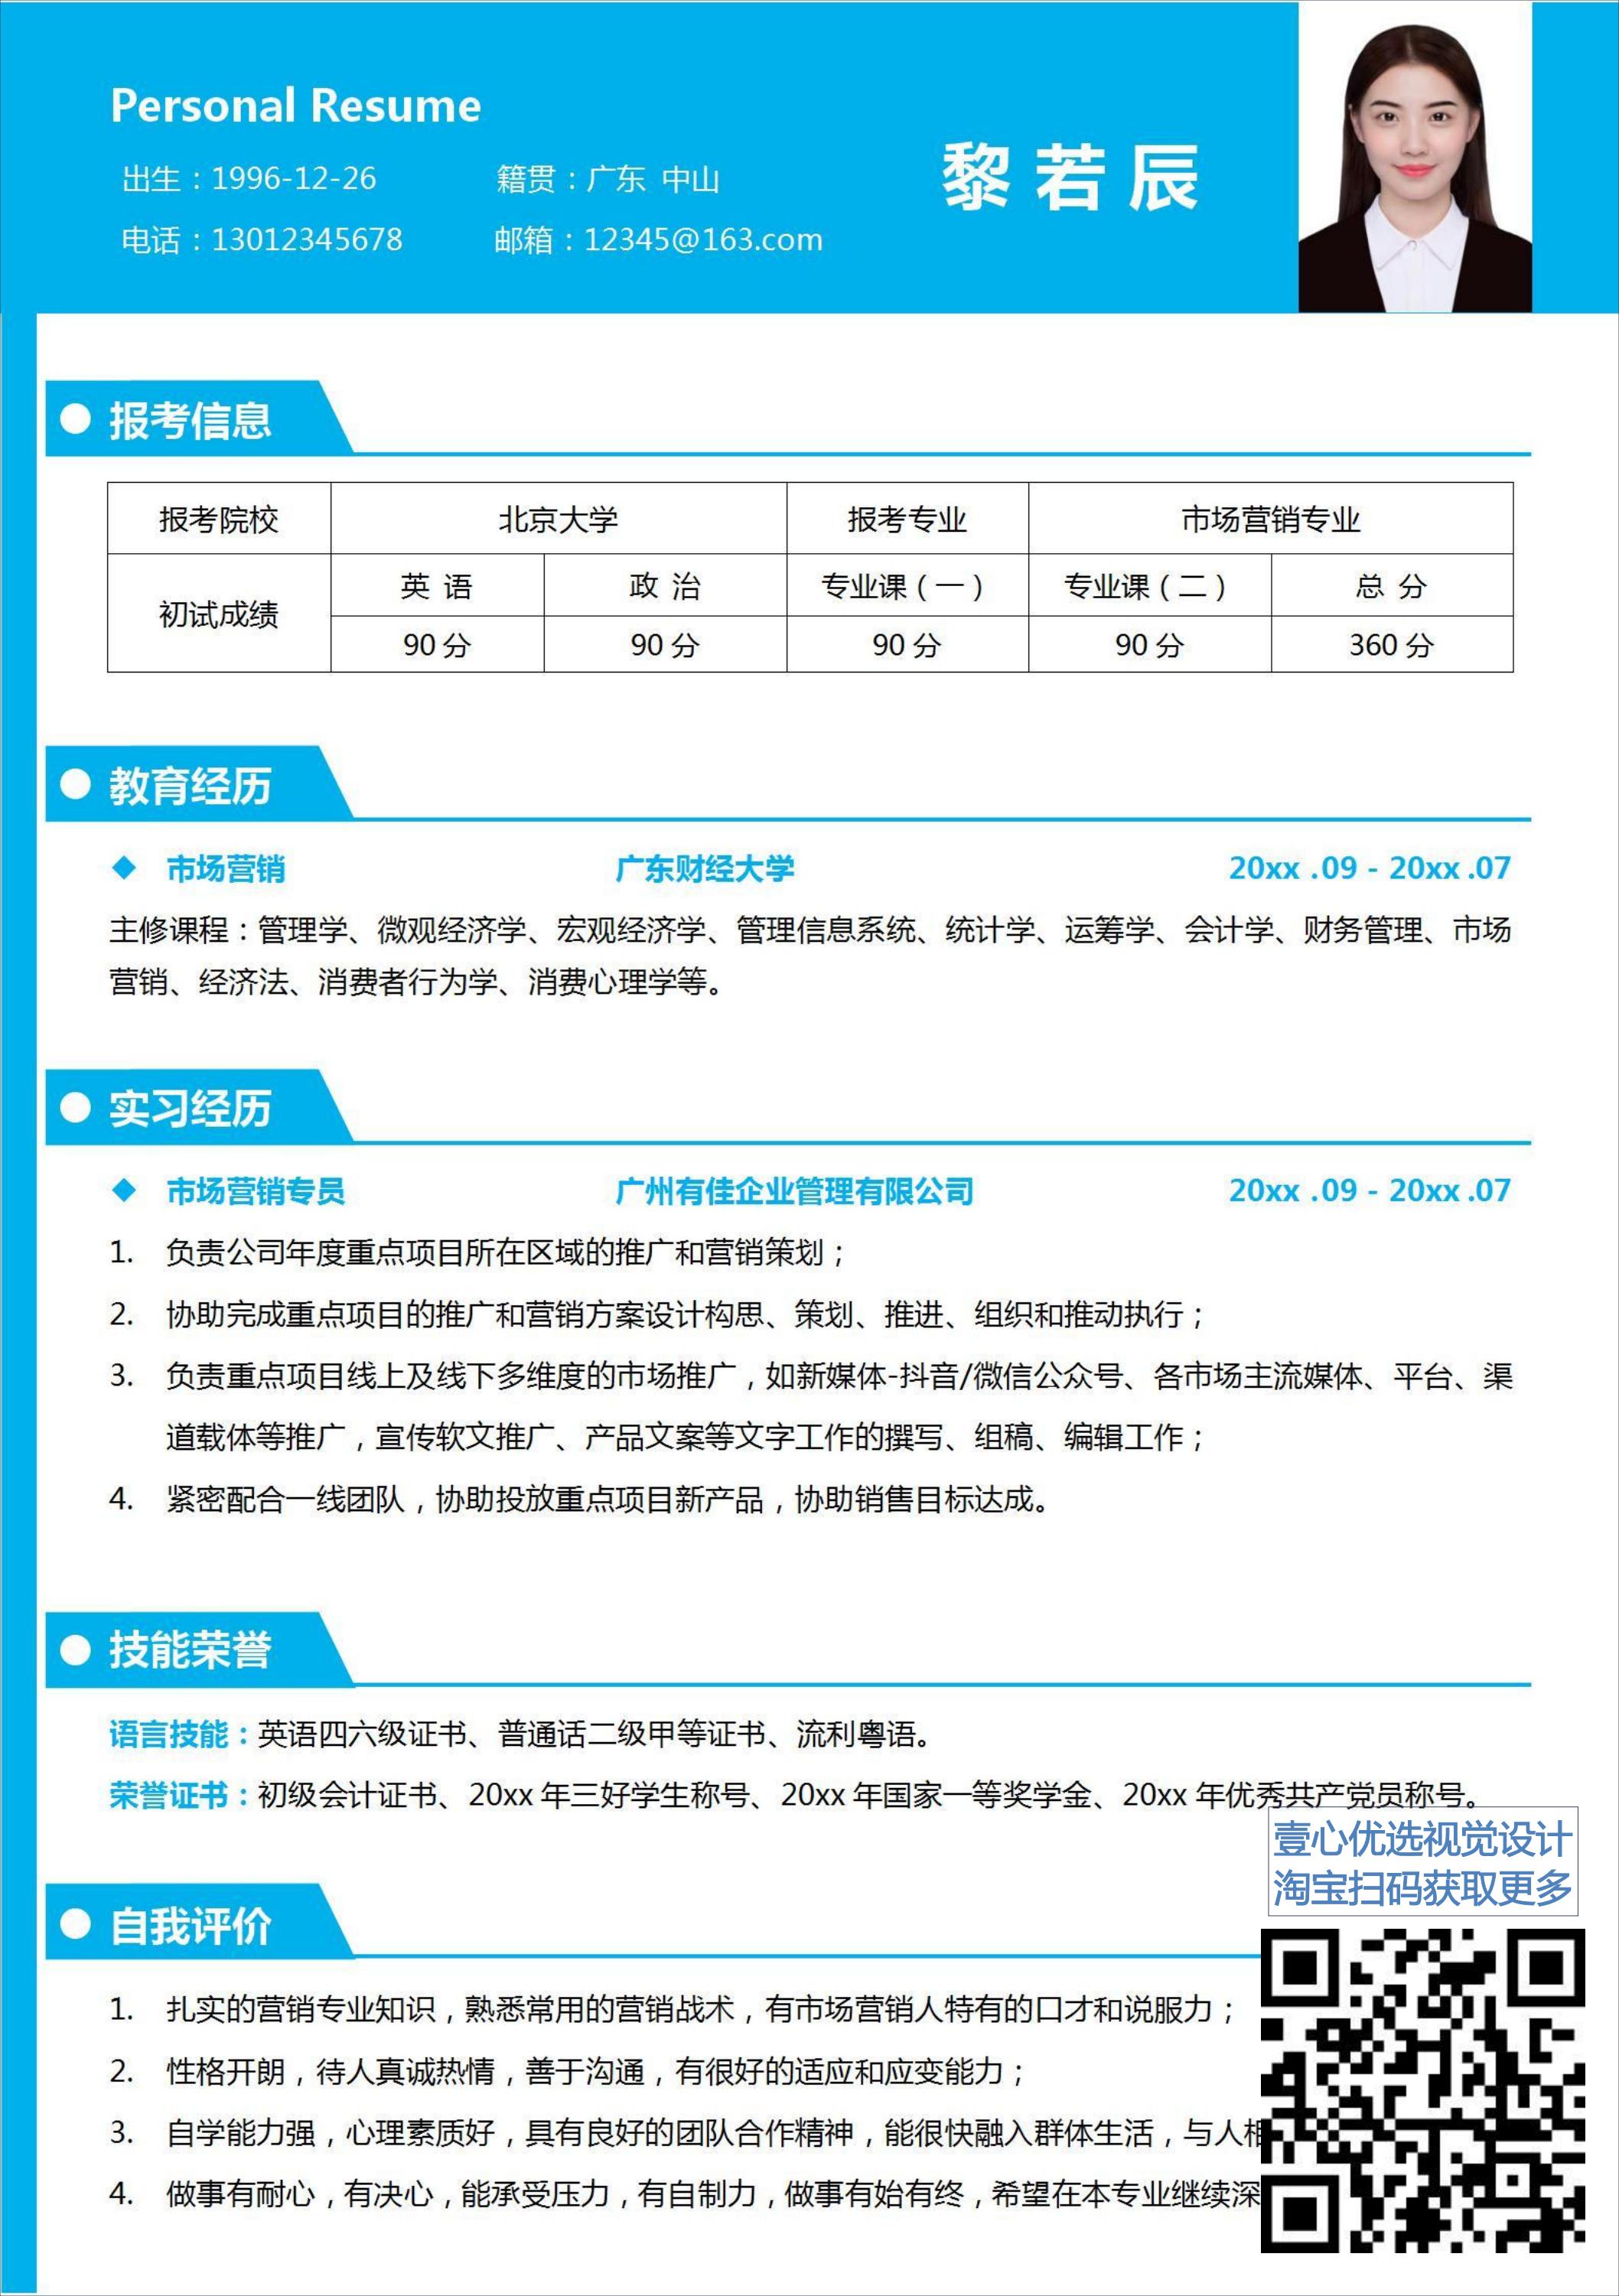 Personal Resume
出生：1996-12-26 籍贯：广东 中山
黎若辰
电话：13012345678 邮箱：12345@163.com
报考信息
报考院校 北京大学 报考专业 市场营销专业
初试成绩 英 语 政 治 专业课（一） 专业课（二） 总 分
90 分 90 分 90 分 90 分 360 分
教育经历
市场营销 广东财经大学 20xx .09 - 20xx .07
主修课程：管理学、微观经济学、宏观经济学、管理信息系统、统计学、运筹学、会计学、财务管理、市场
营销、经济法、消费者行为学、消费心理学等。
实习经历
市场营销专员 广州有佳企业管理有限公司 20xx .09 - 20xx .07
1. 负责公司年度重点项目所在区域的推广和营销策划；
2. 协助完成重点项目的推广和营销方案设计构思、策划、推进、组织和推动执行；
3. 负责重点项目线上及线下多维度的市场推广，如新媒体-抖音/微信公众号、各市场主流媒体、平台、渠
道载体等推广，宣传软文推广、产品文案等文字工作的撰写、组稿、编辑工作；
4. 紧密配合一线团队，协助投放重点项目新产品，协助销售目标达成。
技能荣誉
语言技能：英语四六级证书、普通话二级甲等证书、流利粤语。
荣誉证书：初级会计证书、20xx 年三好学生称号、20xx 年国家一等奖学金、20xx 年优秀共产党员称号。
壹心优选视觉设计
淘宝扫码获取更多
自我评价
1. 扎实的营销专业知识，熟悉常用的营销战术，有市场营销人特有的口才和说服力；
2. 性格开朗，待人真诚热情，善于沟通，有很好的适应和应变能力；
3. 自学能力强，心理素质好，具有良好的团队合作精神，能很快融入群体生活，与人相
4. 做事有耐心，有决心，能承受压力，有自制力，做事有始有终，希望在本专业继续深